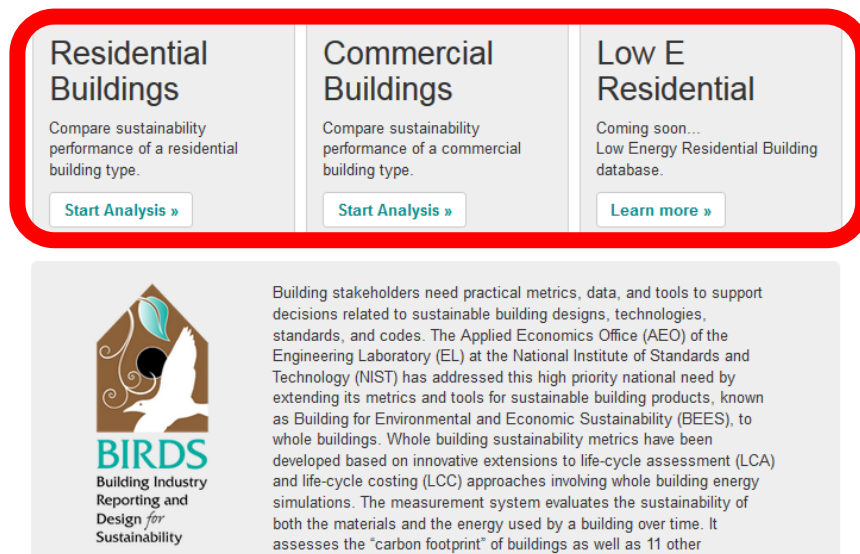 Residential
Buildings
Compare sustainability
performance of a residential
building type.
Start Analysis »
Commercial
Buildings
Compare sustainability
performance of a commercial
building type.
Start Analysis »
Low E
Residential
Coming soon...
Low Energy Residential Building
database.
Learn more »
BIRDS
Building Industry
Reporting and
Design for
Sustainability
Building stakeholders need practical metrics, data, and tools to support
decisions related to sustainable building designs, technologies,
standards, and codes. The Applied Economics Office (AEO) of the
Engineering Laboratory (EL) at the National Institute of Standards and
Technology (NIST) has addressed this high priority national need by
extending its metrics and tools for sustainable building products, known
as Building for Environmental and Economic Sustainability (BEES), to
whole buildings. Whole building sustainability metrics have been
developed based on innovative extensions to life-cycle assessment (LCA)
and life-cycle costing (LCC) approaches involving whole building energy
simulations. The measurement system evaluates the sustainability of
both the materials and the energy used by a building over time. It
assesses the “carbon footprint” of buildings as well as 11 other